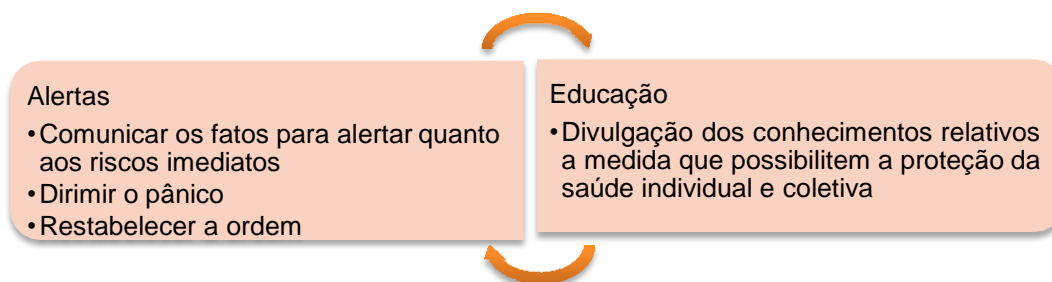 Alertas
•Comunicar os fatos para alertar quanto
aos riscos imediatos
•Dirimir o pânico
•Restabelecer a ordem
Educação
•Divulgação dos conhecimentos relativos
a medida que possibilitem a proteção da
saúde individual e coletiva